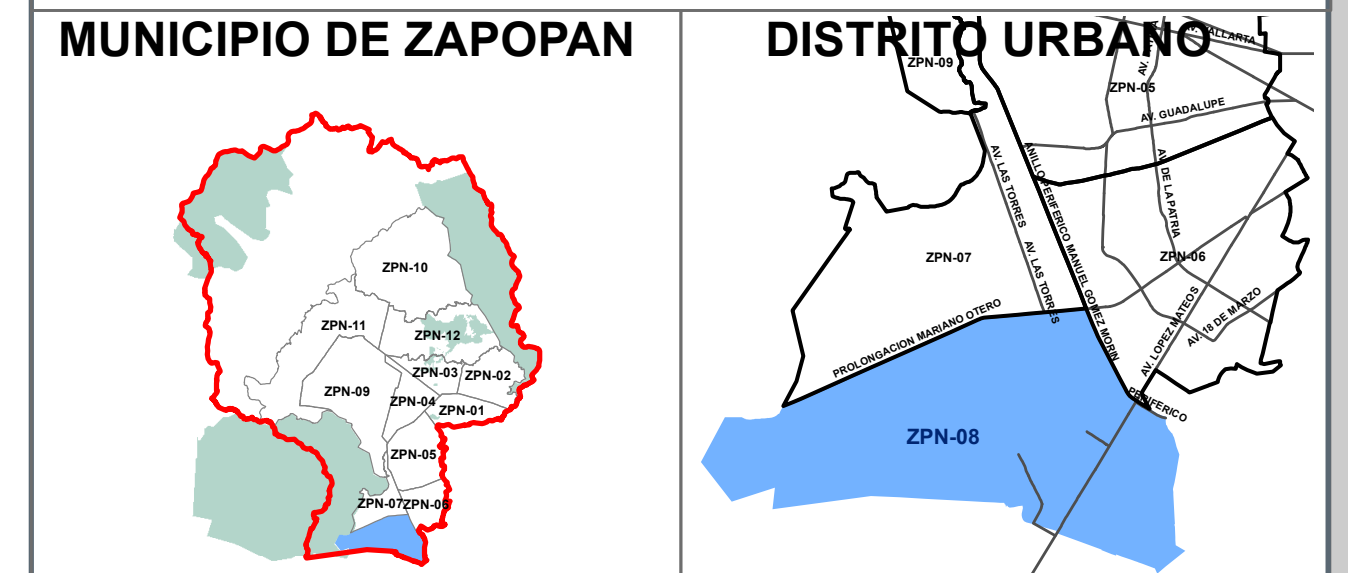 MUNICIPIO DE ZAPOPAN
ZPN-10
ZPN-11
ZPN-12
ZPN-03
ZPN-02
ZPN-09
ZPN-04
ZPN-01
ZPN-05
ZPN-07
ZPN-06
DISTRITO URBANO
AV. VALLARTA
ZPN-09
ZPN-05
AV. GUADALUPE
AV. LAS TORRES
ANILLO PERIFERICO MANUEL GOMEZ MORIN
AV. DE LA PATRIA
ZPN-07
AV. LAS TORRES
ZPN-06
PROLONGACION MARIANO OTERO
AV. LOPEZ MATEOS
AV. 18 DE MARZO
PERIFERICO
ZPN-08